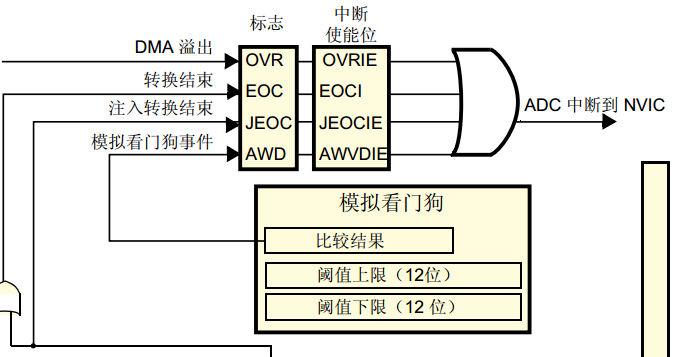 标志
中断
使能位
DMA 溢出
OVR
OVRIE
转换结束
EOC
EOCI
注入转换结束
JEOC
JEOCIE
模拟看门狗事件
AWD
AWVDIE
ADC 中断到 NVIC
模拟看门狗
比较结果
阈值上限（12位）
阈值下限（12 位）